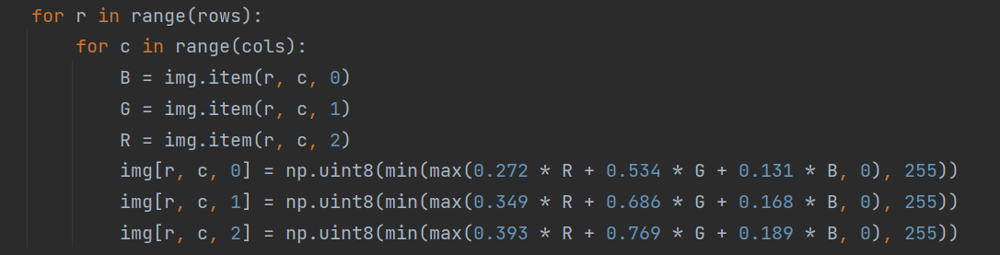 for r in range(rows):
    for c in range(cols):
        B = img.item(r, c, 0)
        G = img.item(r, c, 1)
        R = img.item(r, c, 2)
        img[r, c, 0] = np.uint8(min(max(0.272 * R + 0.534 * G + 0.131 * B, 0), 255))
        img[r, c, 1] = np.uint8(min(max(0.349 * R + 0.686 * G + 0.168 * B, 0), 255))
        img[r, c, 2] = np.uint8(min(max(0.393 * R + 0.769 * G + 0.189 * B, 0), 255))